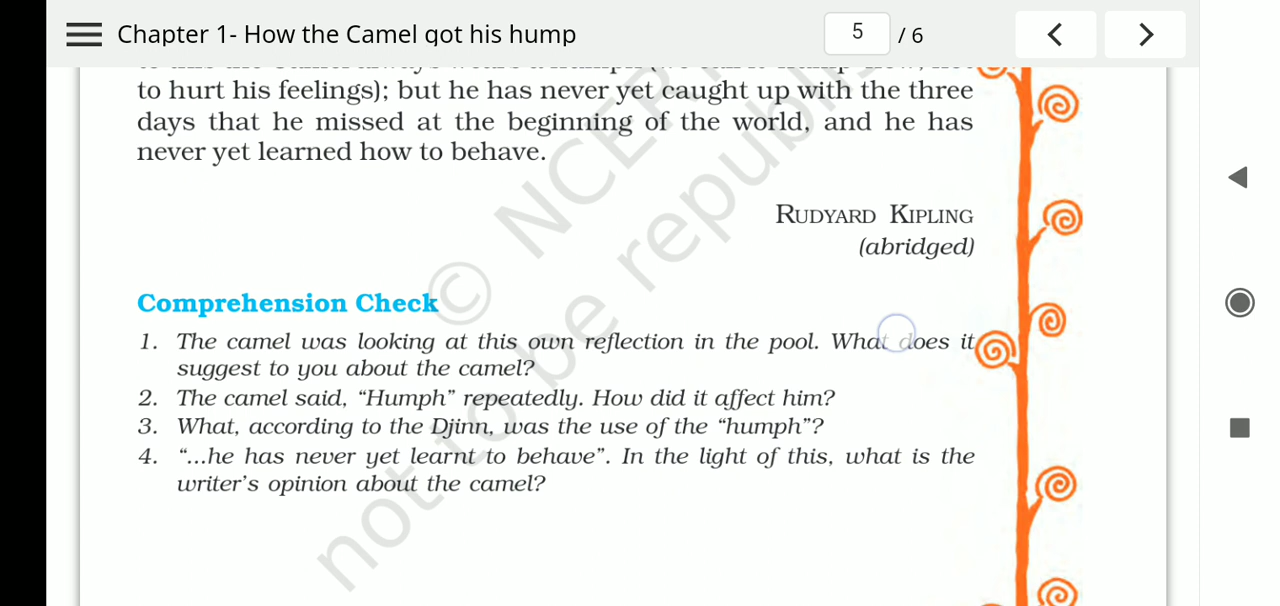 Chapter 1- How the Camel got his hump 5 / 6
to hurt his feelings); but he has never yet caught up with the three
days that he missed at the beginning of the world, and he has
never yet learned how to behave.
RUDYARD KIPLING
(abridged)
Comprehension Check
1. The camel was looking at this own reflection in the pool. What does it
suggest to you about the camel?
2. The camel said, “Humph” repeatedly. How did it affect him?
3. What, according to the Djinn, was the use of the “humph”?
4. “...he has never yet learnt to behave”. In the light of this, what is the
writer’s opinion about the camel?
© NCER
not to be republi